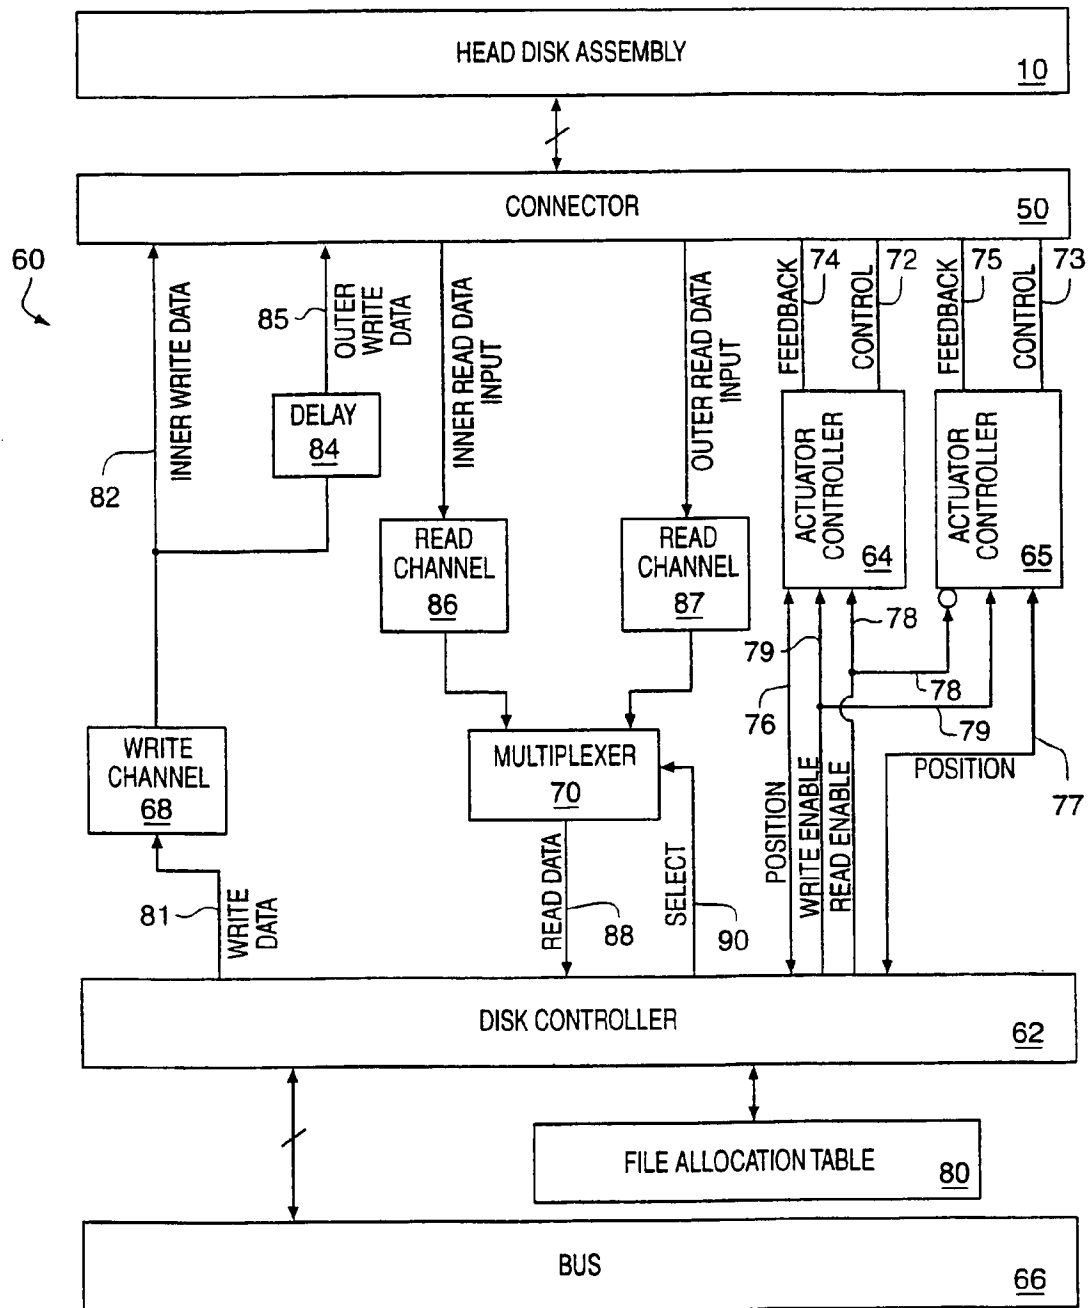 HEAD DISK ASSEMBLY
10
CONNECTOR
50
60
82
INNER WRITE DATA
85
OUTER
WRITE
DATA
DELAY
84
INNER READ DATA
INPUT
OUTER READ DATA
INPUT
FEEDBACK
74
CONTROL
72
FEEDBACK
75
CONTROL
73
ACTUATOR
CONTROLLER
64
ACTUATOR
CONTROLLER
65
READ
CHANNEL
86
READ
CHANNEL
87
79
76
78
78
79
77
WRITE
CHANNEL
68
MULTIPLEXER
70
81
WRITE
DATA
READ DATA
88
SELECT
90
POSITION
WRITE ENABLE
READ ENABLE
POSITION
DISK CONTROLLER
62
FILE ALLOCATION TABLE
80
BUS
66